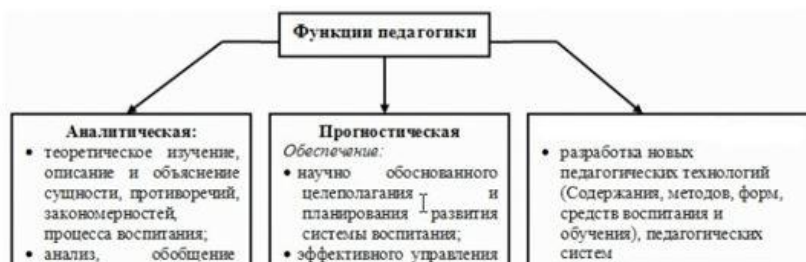 Функции педагогики
Аналитическая:
• теоретическое изучение,
описание и объяснение
сущности, противоречий,
закономерностей,
процесса воспитания;
• анализ, обобщение
Прогностическая
Обеспечение:
• научно обоснованного
целеполагания и
планирования развития
системы воспитания;
• эффективного управления
• разработка новых
педагогических технологий
(Содержания, методов, форм,
средств воспитания и
обучения), педагогических
систем